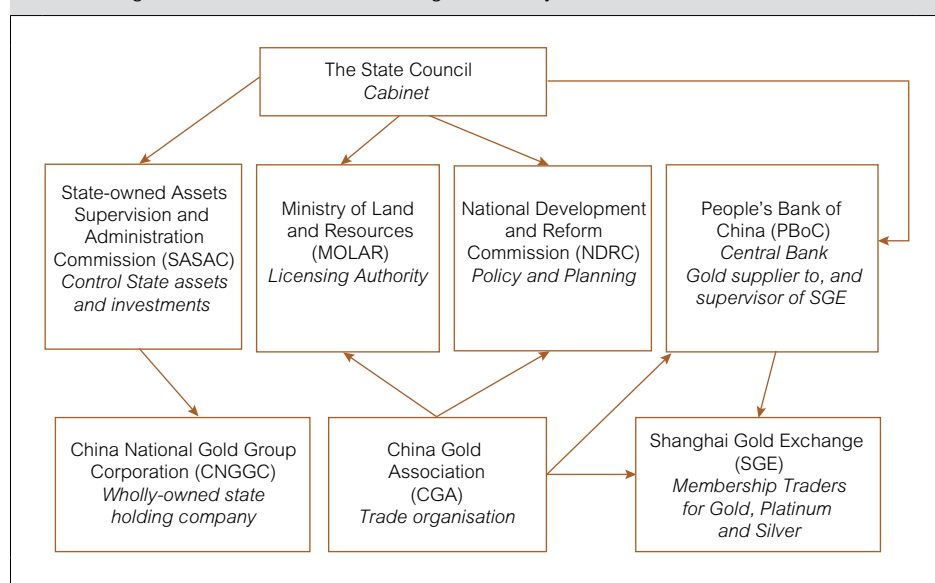 The State Council
Cabinet
State-owned Assets
Supervision and
Administration
Commission (SASAC)
Control State assets
and investments
Ministry of Land
and Resources
(MOLAR)
Licensing Authority
National Development
and Reform
Commission (NDRC)
Policy and Planning
People's Bank of
China (PBoC)
Central Bank
Gold supplier to, and
supervisor of SGE
China National Gold Group
Corporation (CNGGC)
Wholly-owned state
holding company
China Gold
Association
(CGA)
Trade organisation
Shanghai Gold Exchange
(SGE)
Membership Traders
for Gold, Platinum
and Silver